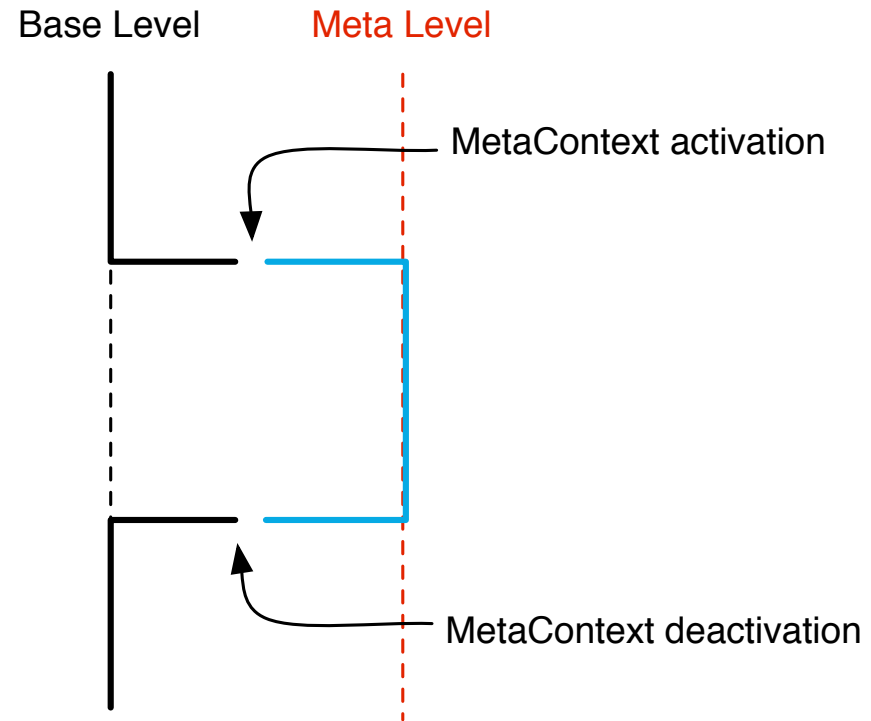 Base Level
Meta Level
MetaContext activation
MetaContext deactivation